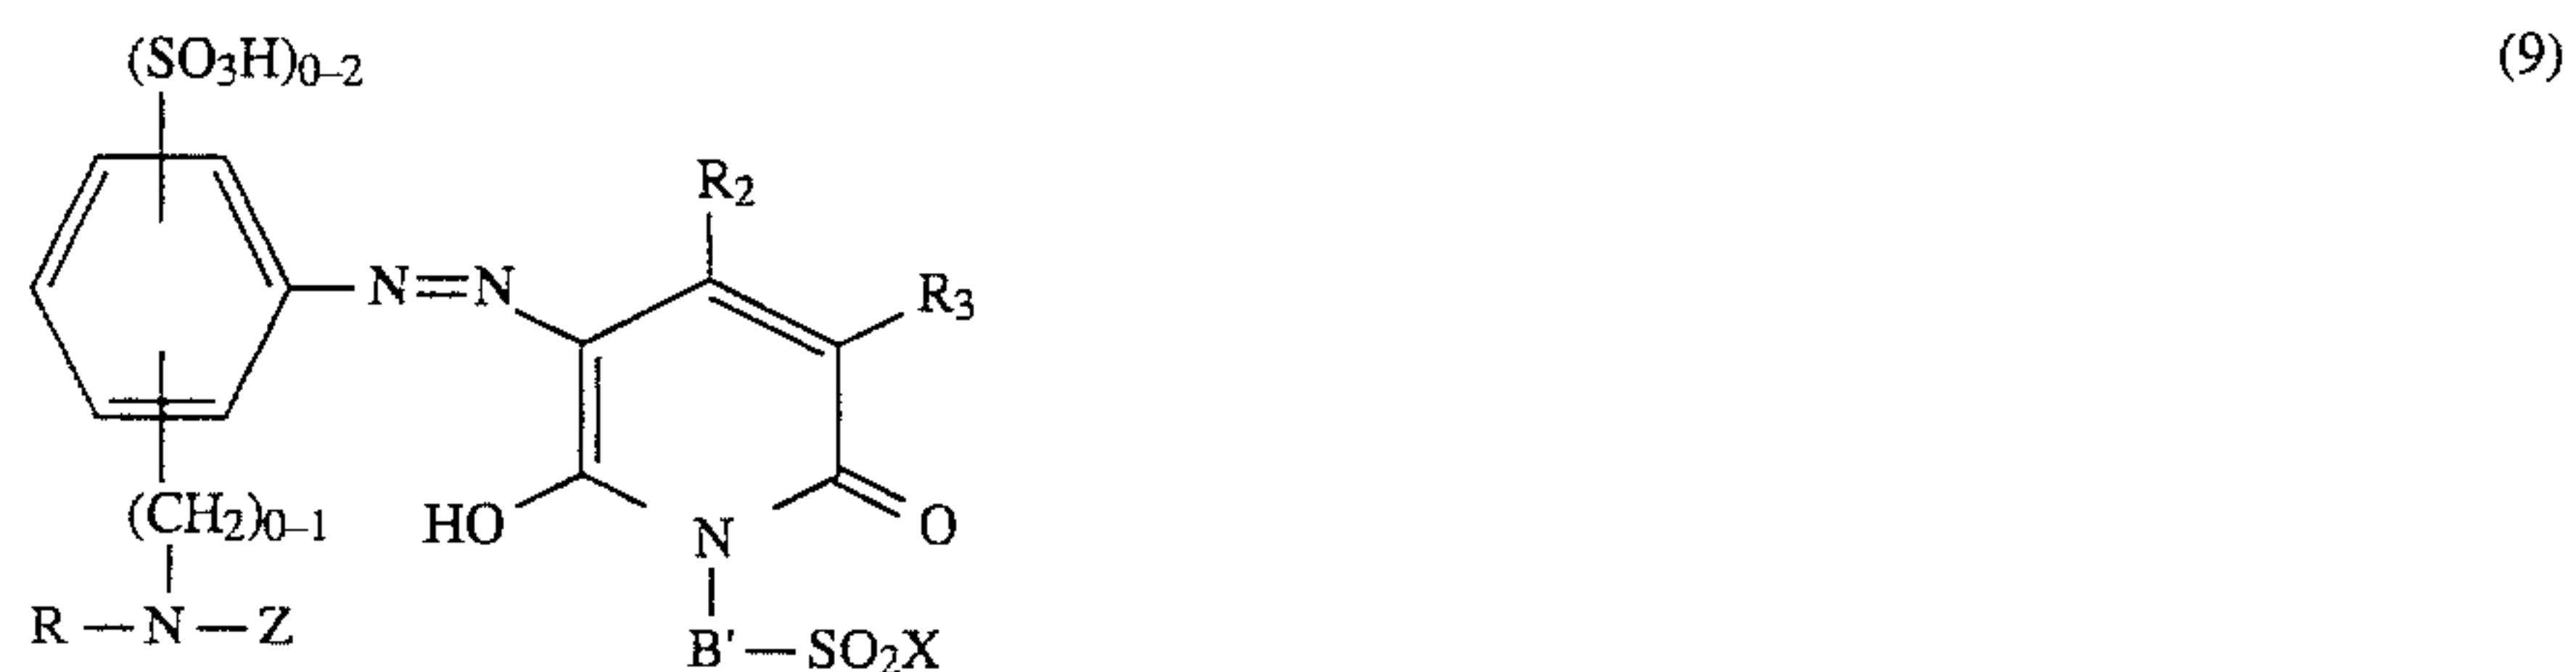 (SO₃H)₀₋₂ (9)
R₂
N=N R₃
(CH₂)₀₋₁ HO N O
R—N—Z B'—SO₂X